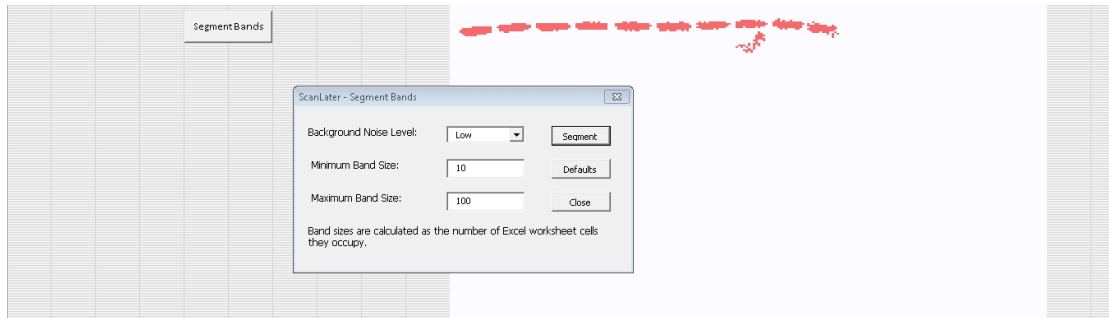 Segment Bands
ScanLater - Segment Bands
Background Noise Level:
Low
Segment
Minimum Band Size:
10
Defaults
Maximum Band Size:
100
Close
Band sizes are calculated as the number of Excel worksheet cells
they occupy.